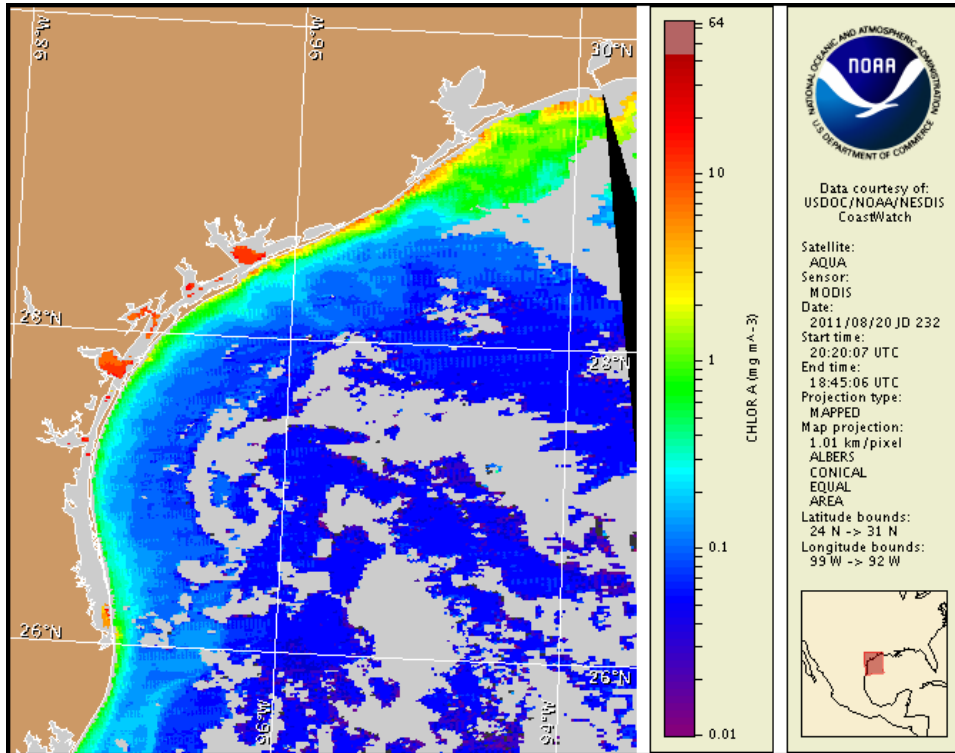 98°W
96°W
30°N
28°N
28°N
26°N
26°N
96°W
94°W
64
10
1
0.1
0.01
CHLOR A (mg m^-3)
NATIONAL OCEANIC AND ATMOSPHERIC ADMINISTRATION
NOAA
U.S. DEPARTMENT OF COMMERCE
Data courtesy of:
USDOC/NOAA/NESDIS
CoastWatch
Satellite:
AQUA
Sensor:
MODIS
Date:
2011/08/20 JD 232
Start time:
20:20:07 UTC
End time:
18:45:06 UTC
Projection type:
MAPPED
Map projection:
1.01 km/pixel
ALBERS
CONICAL
EQUAL
AREA
Latitude bounds:
24 N -> 31 N
Longitude bounds:
99 W -> 92 W